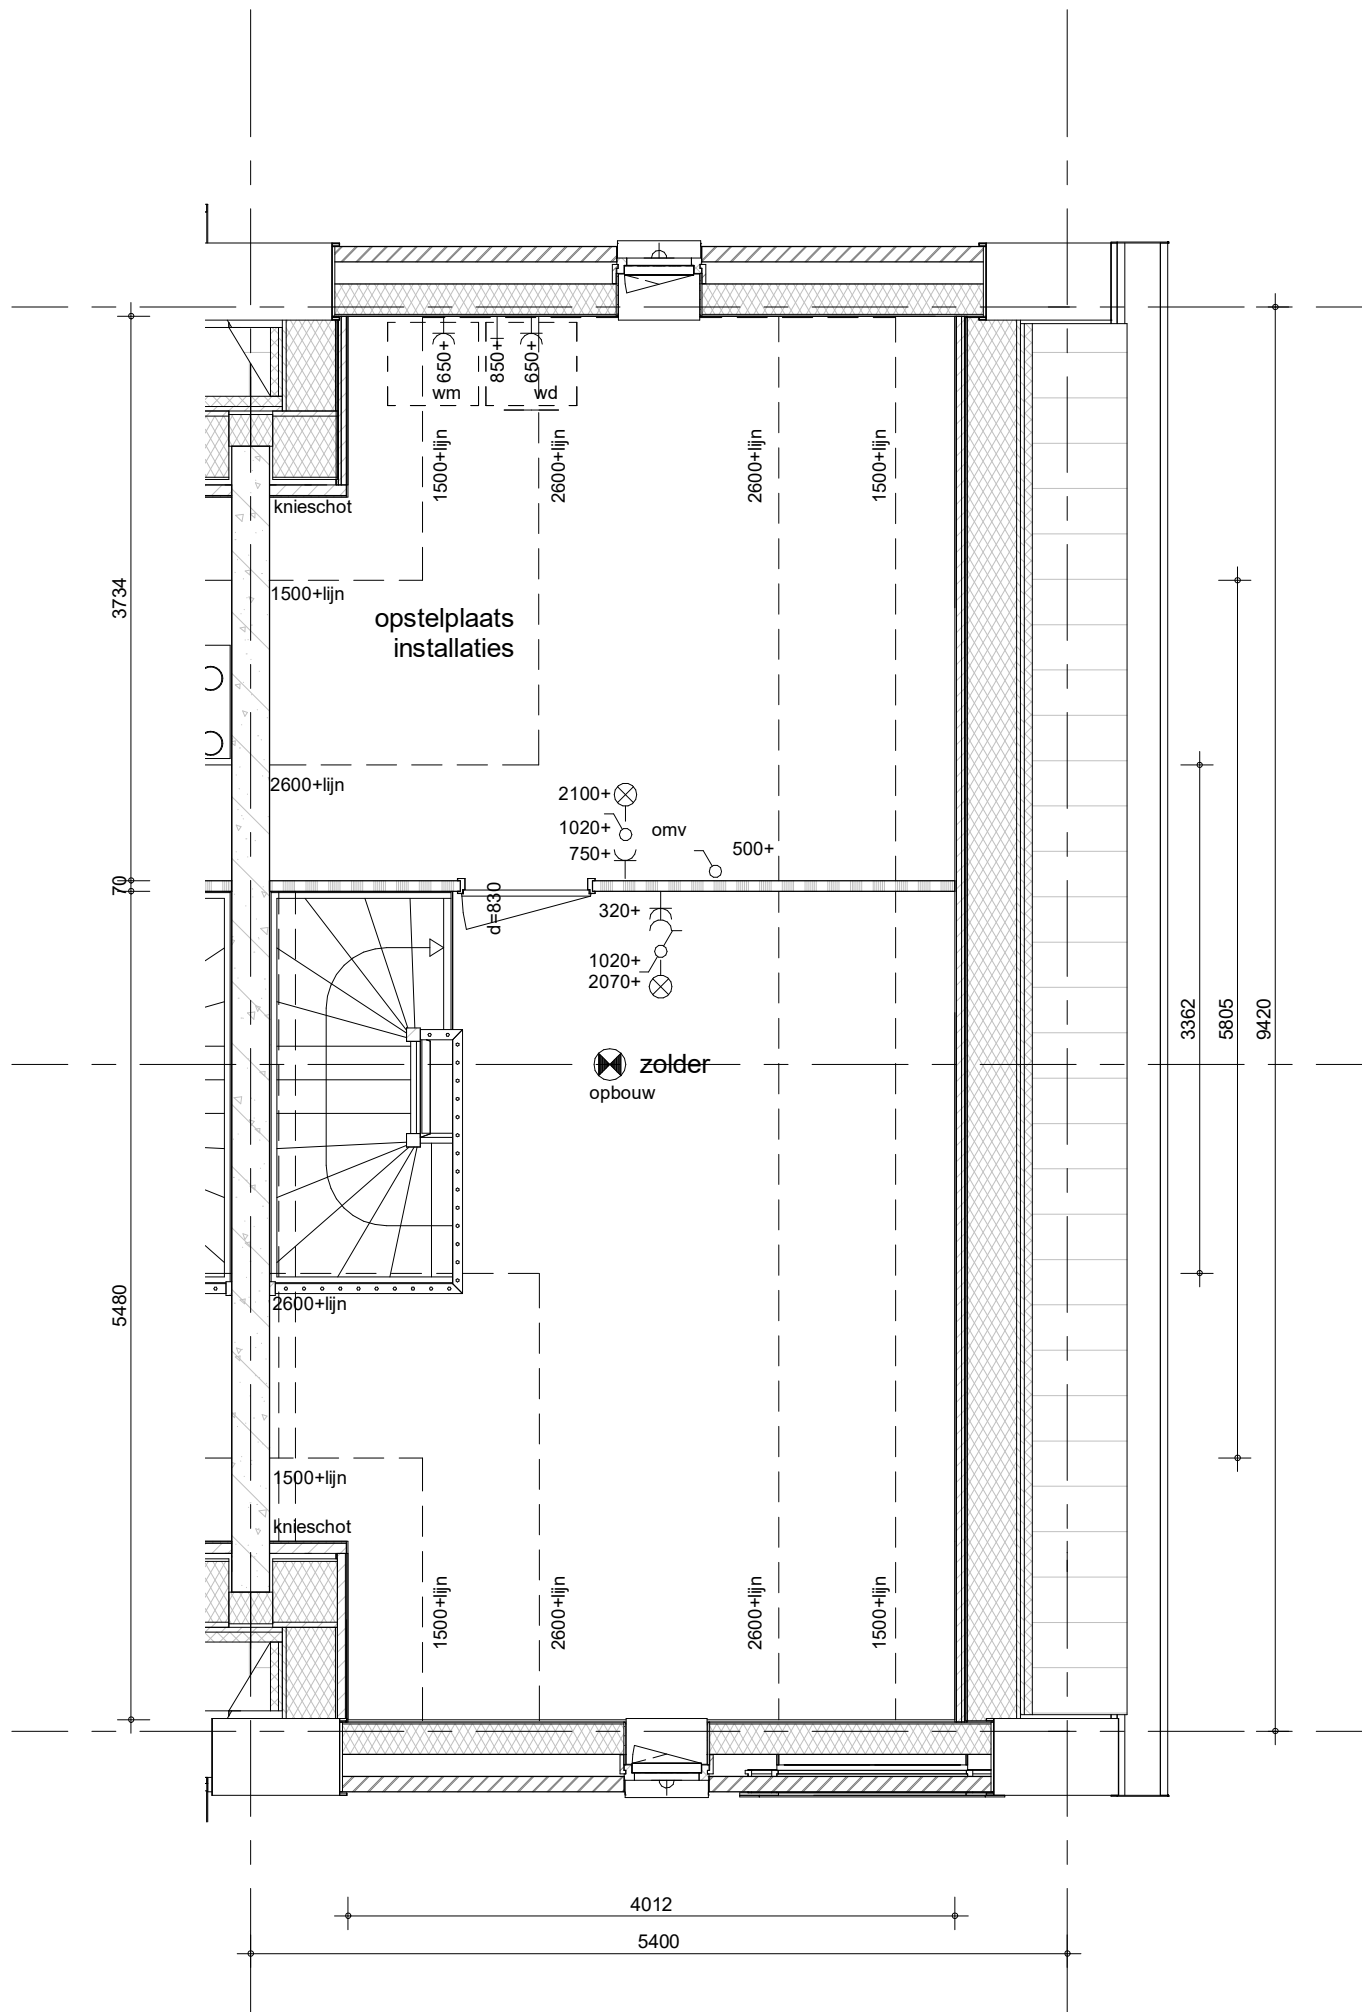 650+
850+
650+
wm
wd
1500+lijn
2600+lijn
2600+lijn
1500+lijn
knieschot
1500+lijn
opstelplaats
installaties
3734
2600+lijn
2100+
1020+
omv
750+
500+
70
d=830
320+
1020+
2070+
3362
5805
9420
zolder
opbouw
2600+lijn
5480
1500+lijn
knieschot
1500+lijn
2600+lijn
2600+lijn
1500+lijn
4012
5400